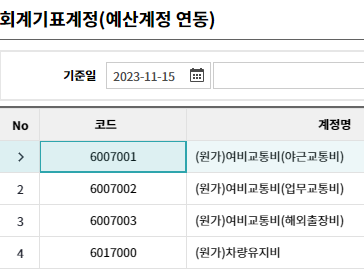 회계기표계정(예산계정 연동)
기준일 2023-11-15
No 코드 계정명
6007001 (원가)여비교통비(야근교통비)
2 6007002 (원가)여비교통비(업무교통비)
3 6007003 (원가)여비교통비(해외출장비)
4 6017000 (원가)차량유지비